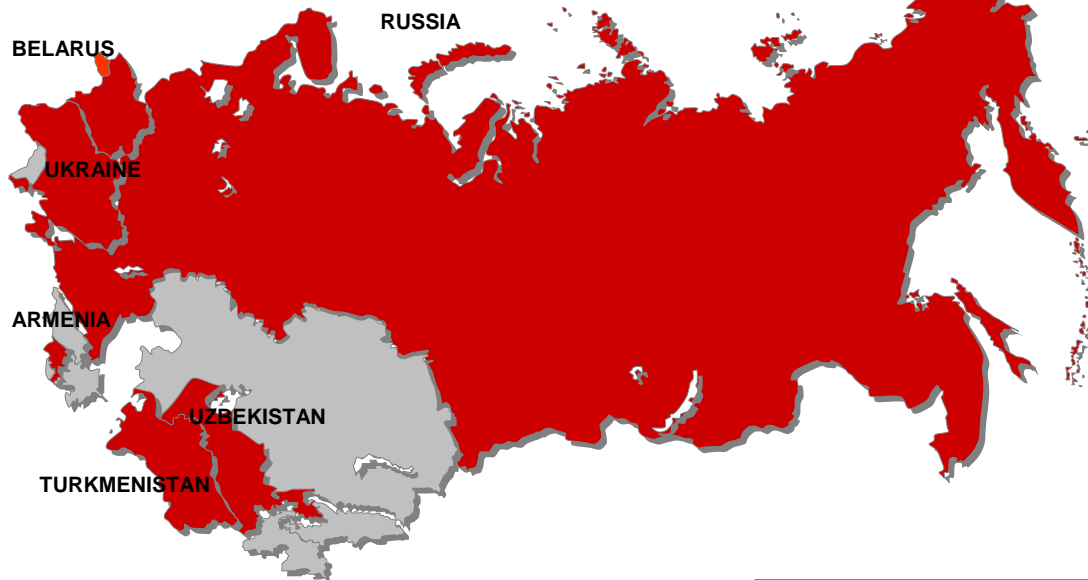 RUSSIA
BELARUS
UKRAINE
ARMENIA
UZBEKISTAN
TURKMENISTAN